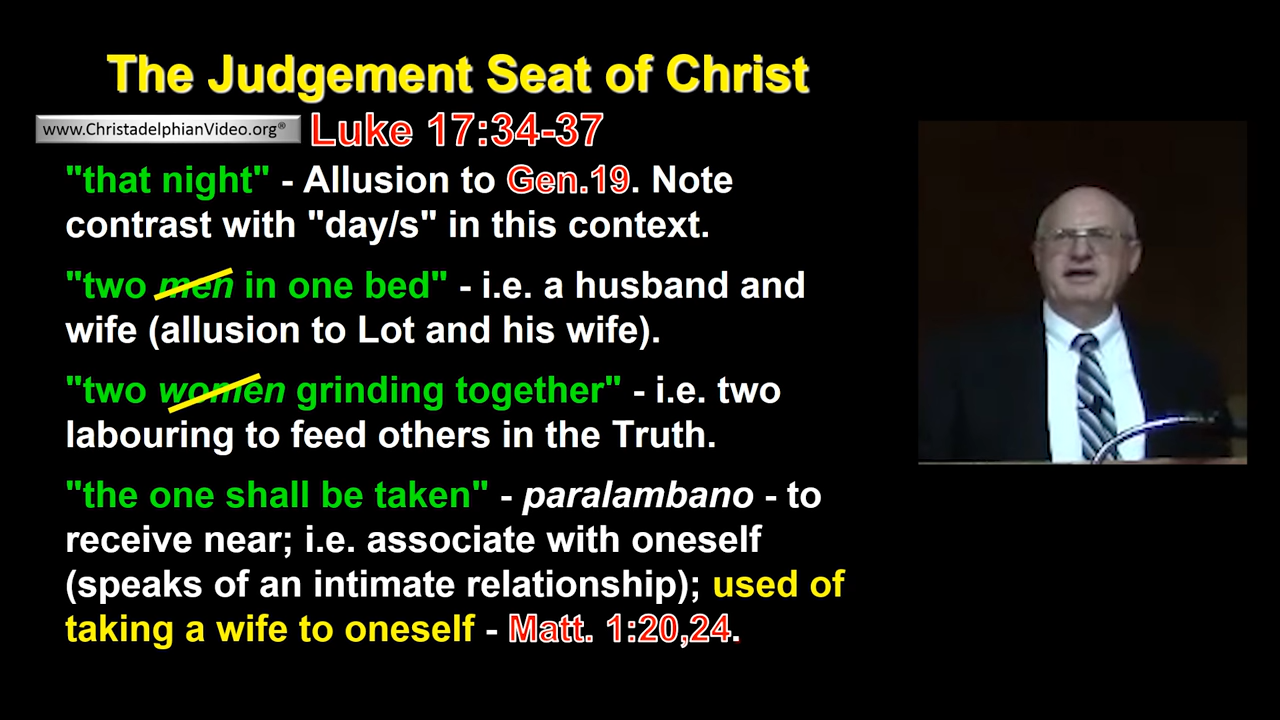 The Judgement Seat of Christ
www.ChristadelphianVideo.org®
Luke 17:34-37
"that night" - Allusion to Gen.19. Note
contrast with "day/s" in this context.
"two men in one bed" - i.e. a husband and
wife (allusion to Lot and his wife).
"two women grinding together" - i.e. two
labouring to feed others in the Truth.
"the one shall be taken" - paralambano - to
receive near; i.e. associate with oneself
(speaks of an intimate relationship); used of
taking a wife to oneself - Matt. 1:20,24.